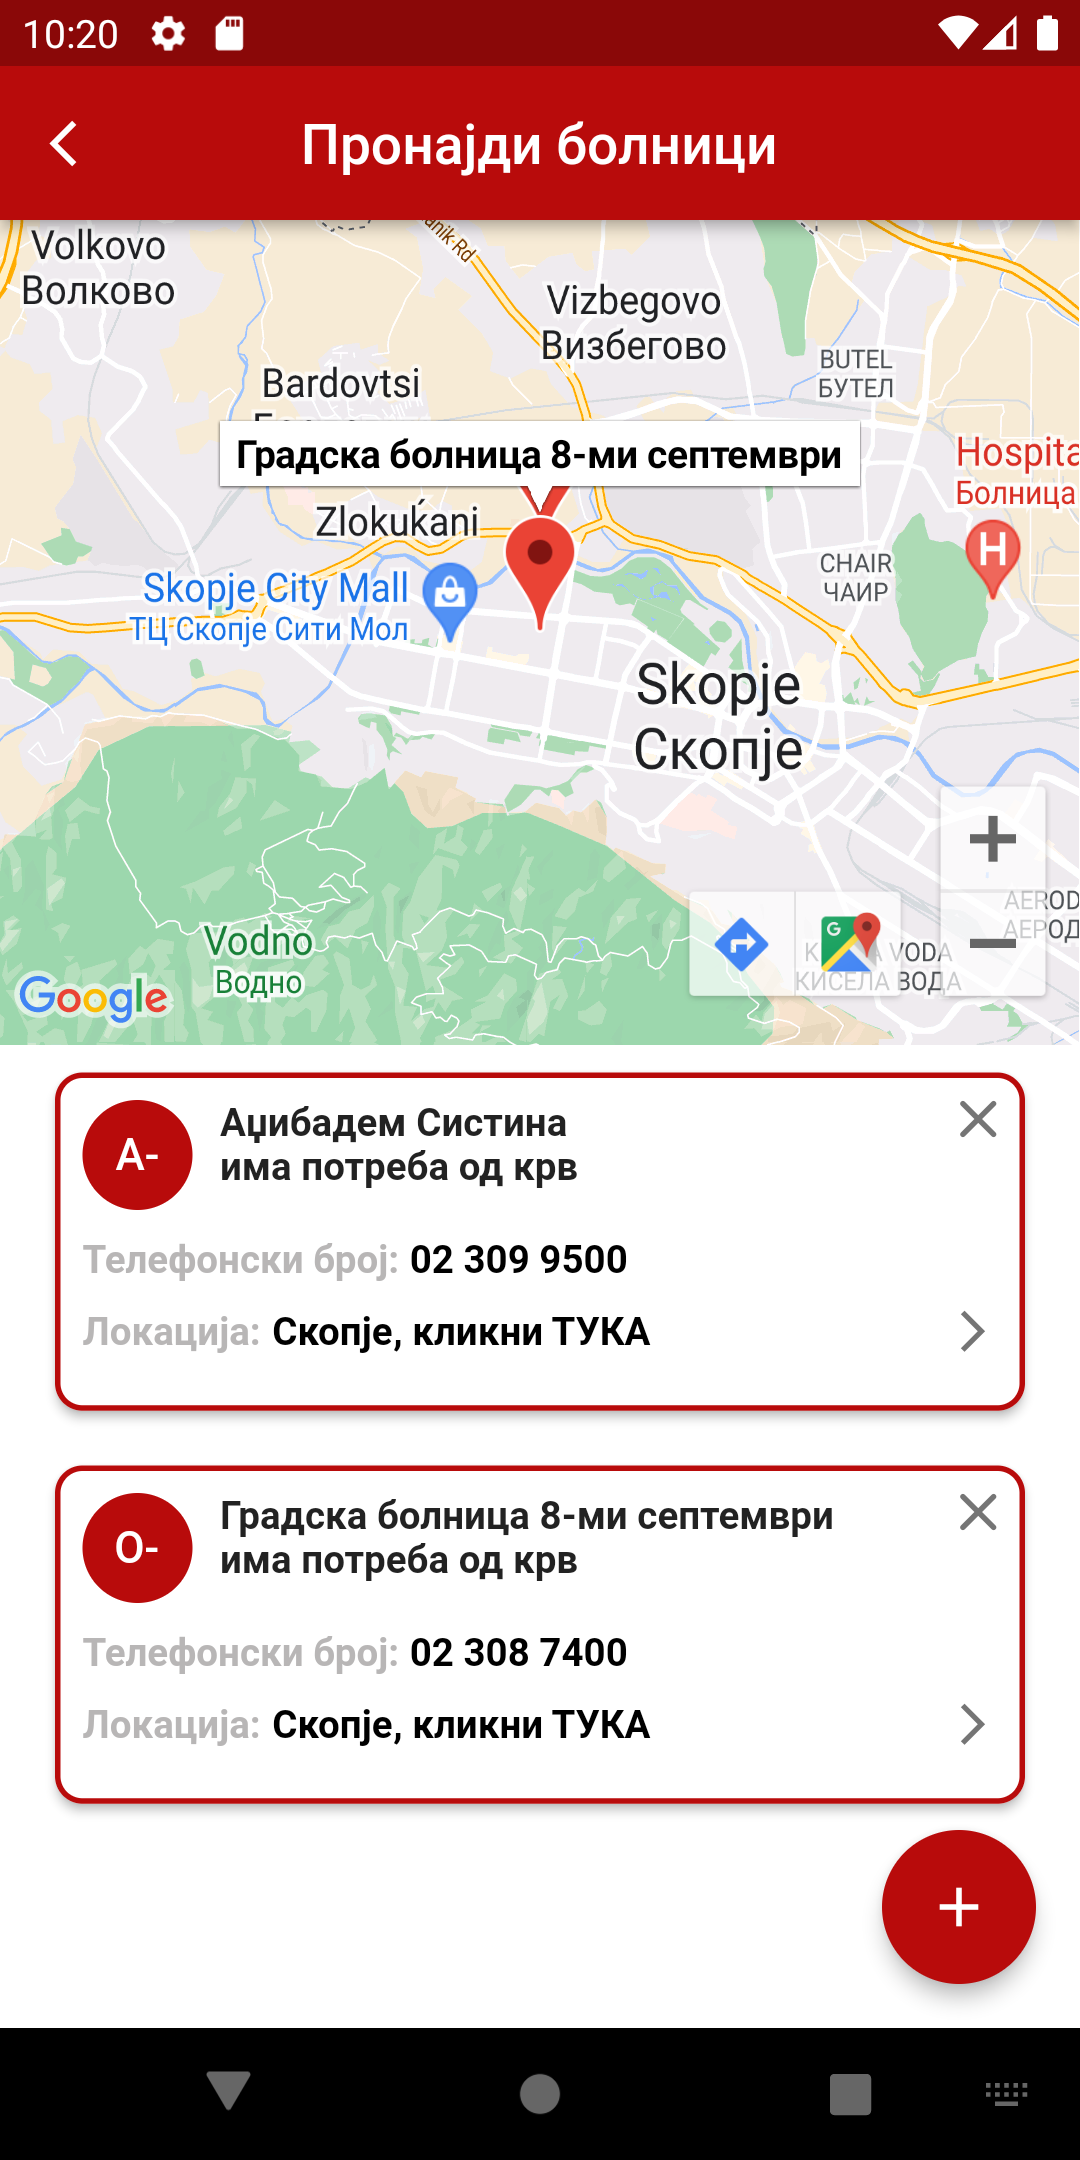 10:20
Пронајди болници
Volkovo
Волково
anik Rd
Vizbegovo
Визбегово
BUTEL
БУТЕЛ
Bardovtsi
Градска болница 8-ми септември
Hospita
Болница
Zlokuḱani
CHAIR
ЧАИР
H
Skopje City Mall
ТЦ Скопје Сити Мол
Skopje
Скопје
AEROD
АЕРОД
VODA
КИСЕЛА ВОДА
Vodno
Водно
Google
A-
Аџибадем Систина
има потреба од крв
Телефонски број: 02 309 9500
Локација: Скопје, кликни ТУКА
O-
Градска болница 8-ми септември
има потреба од крв
Телефонски број: 02 308 7400
Локација: Скопје, кликни ТУКА